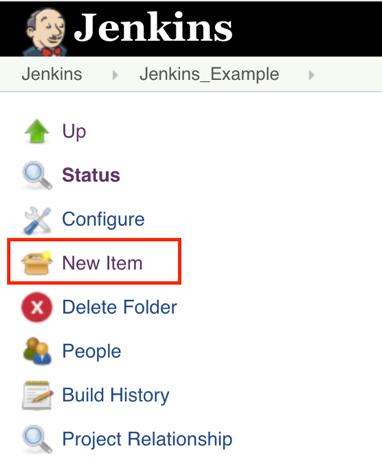 Jenkins
Jenkins Jenkins_Example
Up
Status
Configure
New Item
Delete Folder
People
Build History
Project Relationship